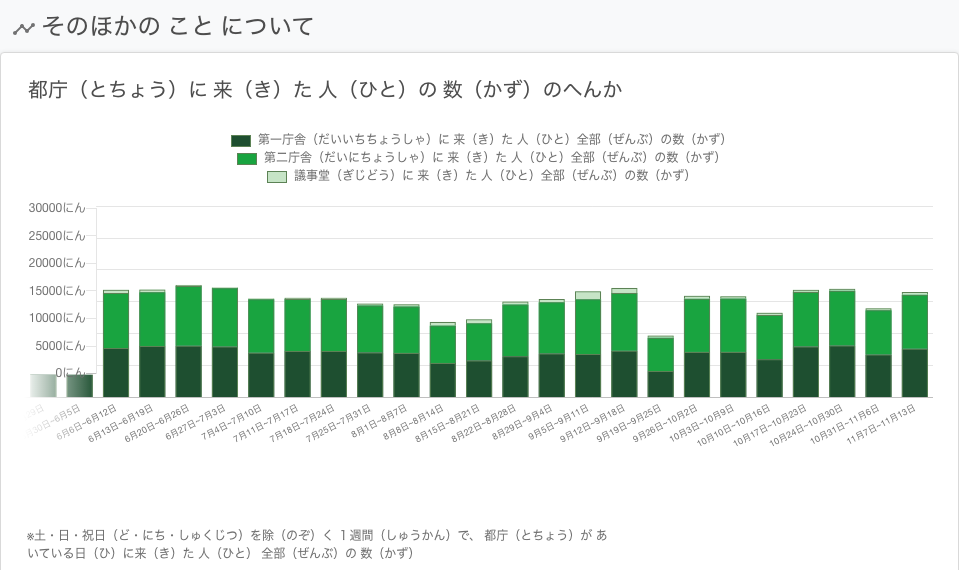 そのほかの こと について
都庁（とちょう）に 来（き）た 人（ひと）の 数（かず）のへんか
第一庁舎（だいいちちょうしゃ）に 来（き）た 人（ひと）全部（ぜんぶ）の数（かず）
第二庁舎（だいにちょうしゃ）に 来（き）た 人（ひと）全部（ぜんぶ）の数（かず）
議事堂（ぎじどう）に 来（き）た 人（ひと）全部（ぜんぶ）の数（かず）
30000にん
25000にん
20000にん
15000にん
10000にん
5000にん
0にん
6月6日~6月12日
6月13日~6月19日
6月20日~6月26日
6月27日~7月3日
7月4日~7月10日
7月11日~7月17日
7月18日~7月24日
7月25日~7月31日
8月1日~8月7日
8月8日~8月14日
8月15日~8月21日
8月22日~8月28日
8月29日~9月4日
9月5日~9月11日
9月12日~9月18日
9月19日~9月25日
9月26日~10月2日
10月3日~10月9日
10月10日~10月16日
10月17日~10月23日
10月24日~10月30日
10月31日~11月6日
11月7日~11月13日
※土・日・祝日（ど・にち・しゅくじつ）を除（のぞ）く 1 週間（しゅうかん）で、 都庁（とちょう）が あ
いている日（ひ）に来（き）た 人（ひと） 全部（ぜんぶ）の 数（かず）